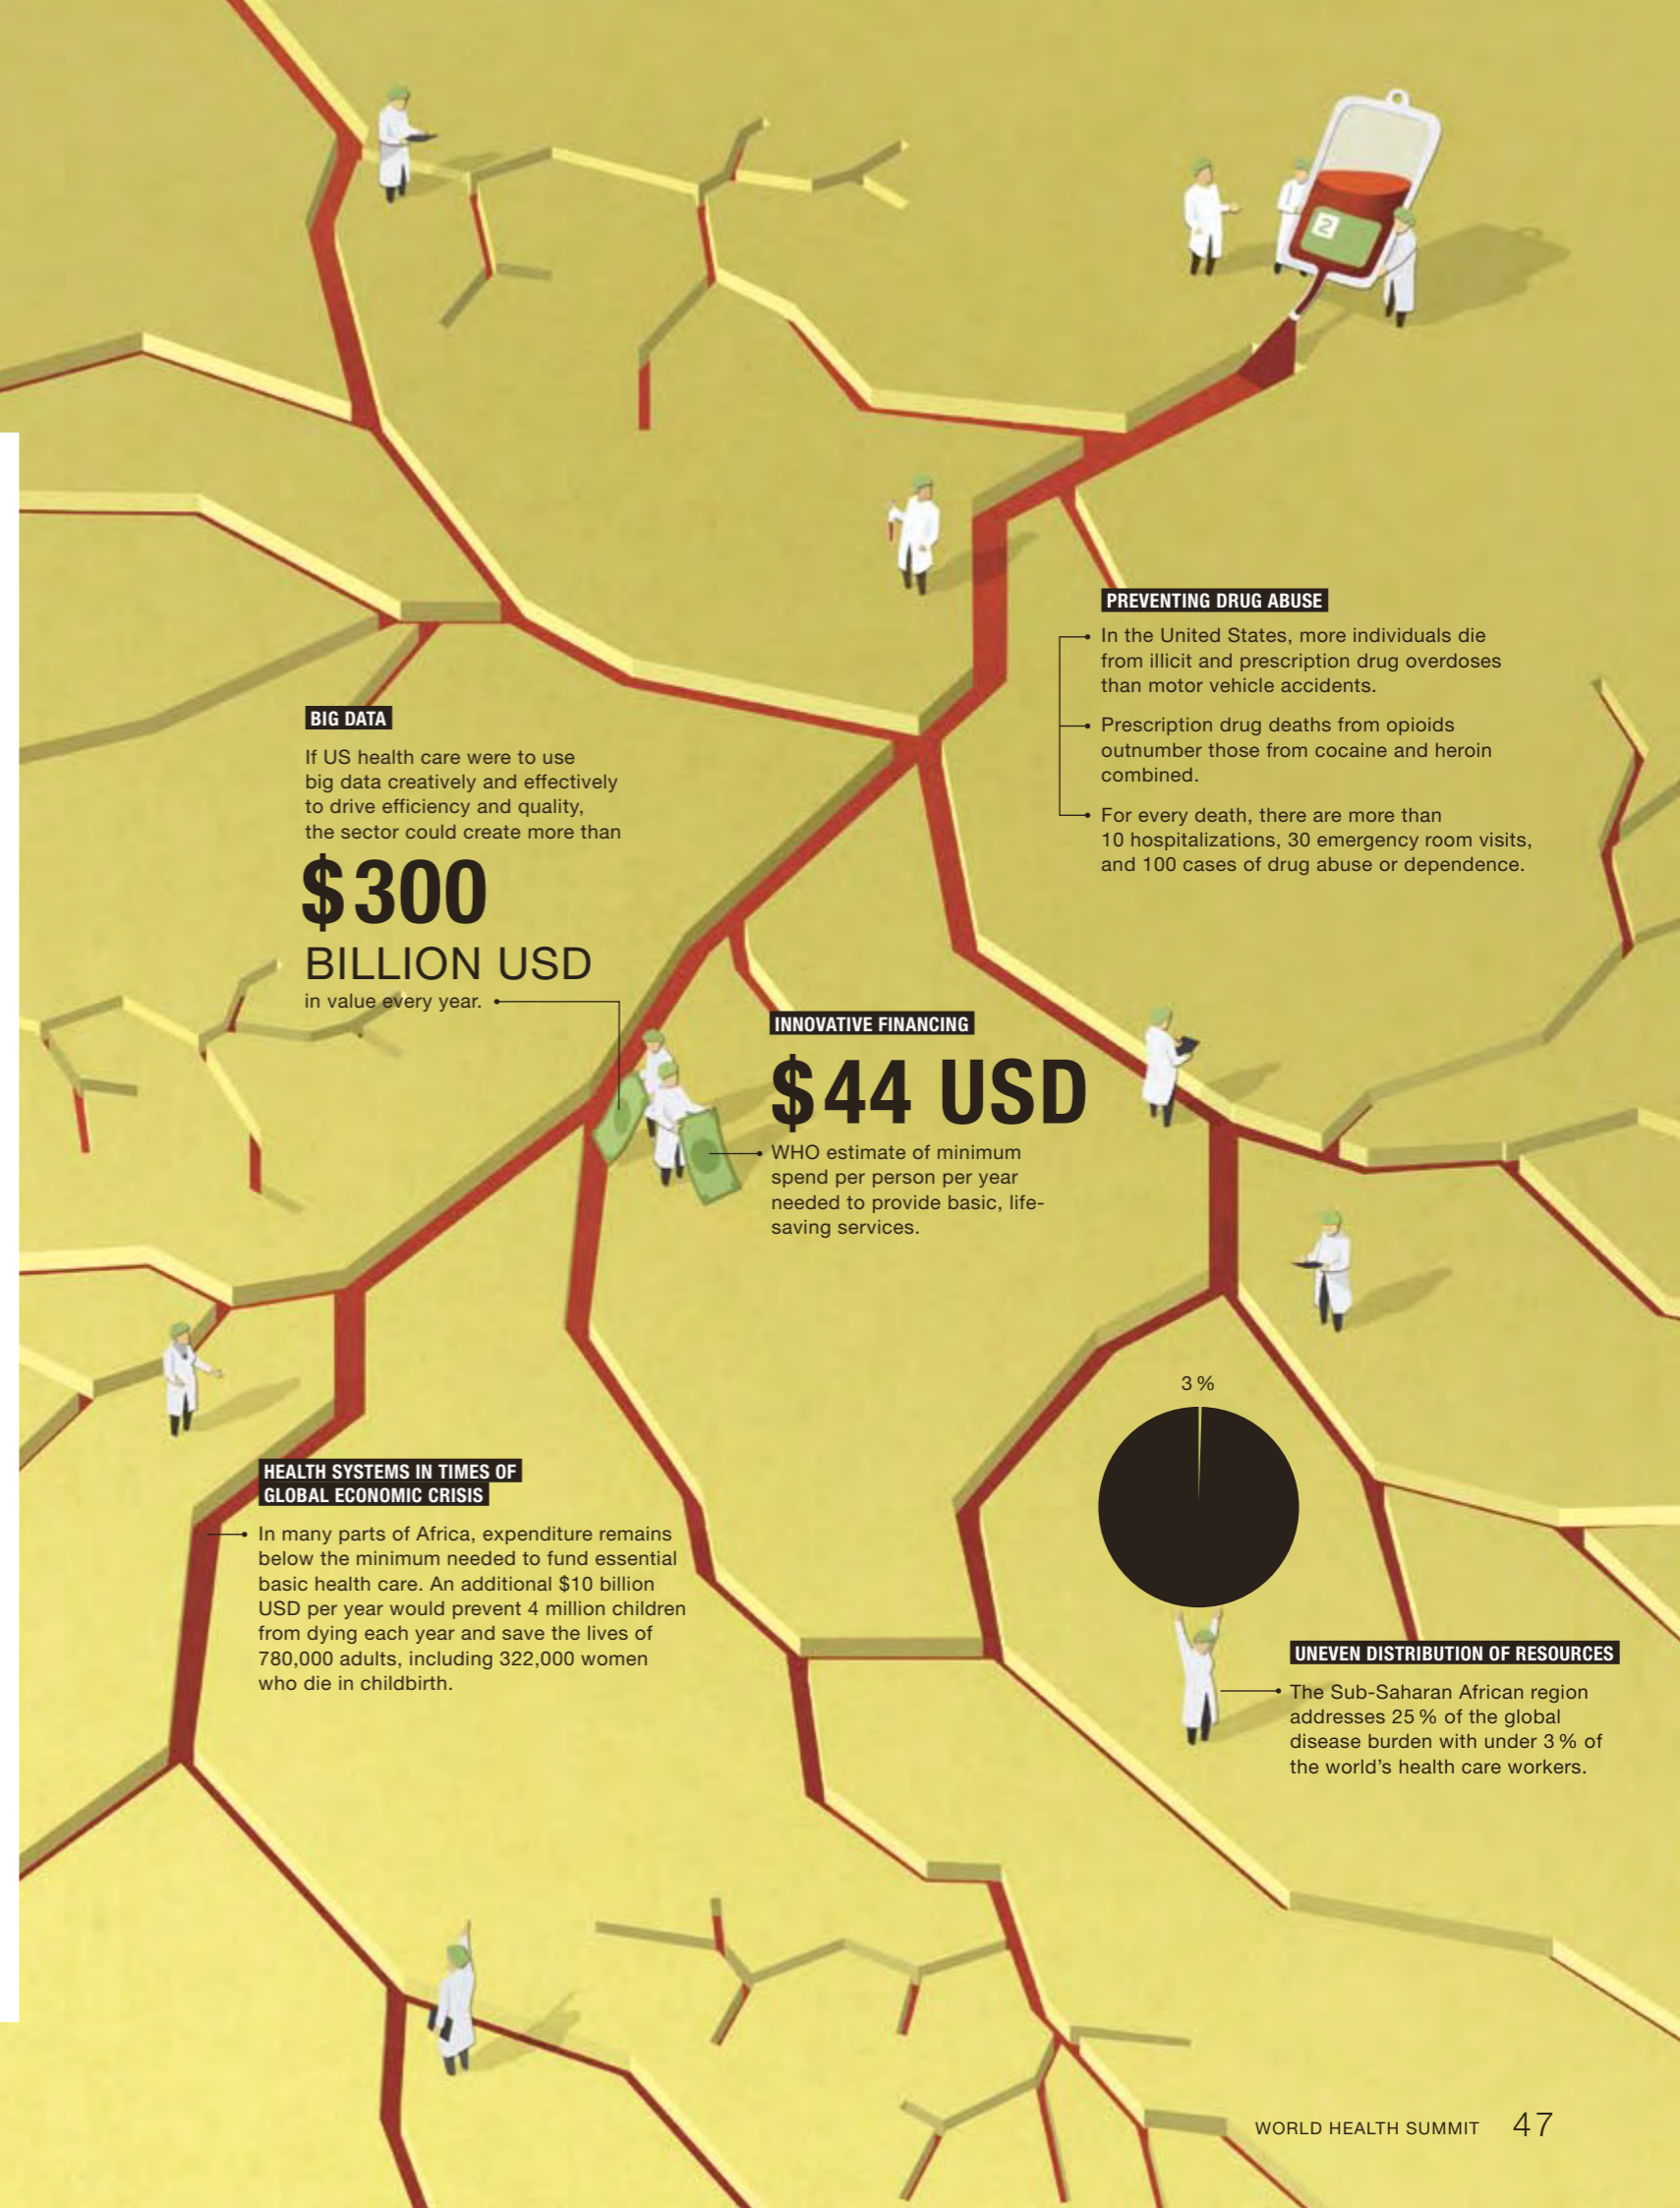 2
PREVENTING DRUG ABUSE
In the United States, more individuals die
from illicit and prescription drug overdoses
than motor vehicle accidents.
Prescription drug deaths from opioids
outnumber those from cocaine and heroin
combined.
For every death, there are more than
10 hospitalizations, 30 emergency room visits,
and 100 cases of drug abuse or dependence.
BIG DATA
If US health care were to use
big data creatively and effectively
to drive efficiency and quality,
the sector could create more than
$300
BILLION USD
in value every year.
INNOVATIVE FINANCING
$44 USD
WHO estimate of minimum
spend per person per year
needed to provide basic, life-
saving services.
3 %
HEALTH SYSTEMS IN TIMES OF
GLOBAL ECONOMIC CRISIS
In many parts of Africa, expenditure remains
below the minimum needed to fund essential
basic health care. An additional $10 billion
USD per year would prevent 4 million children
from dying each year and save the lives of
780,000 adults, including 322,000 women
who die in childbirth.
UNEVEN DISTRIBUTION OF RESOURCES
The Sub-Saharan African region
addresses 25 % of the global
disease burden with under 3 % of
the world's health care workers.
WORLD HEALTH SUMMIT 47